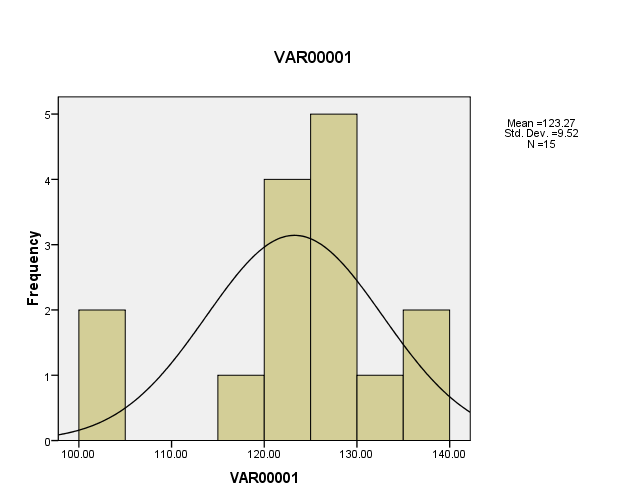 VAR00001
Mean =123.27
Std. Dev. =9.52
N =15
Frequency
5
4
3
2
1
0
100.00 110.00 120.00 130.00 140.00
VAR00001